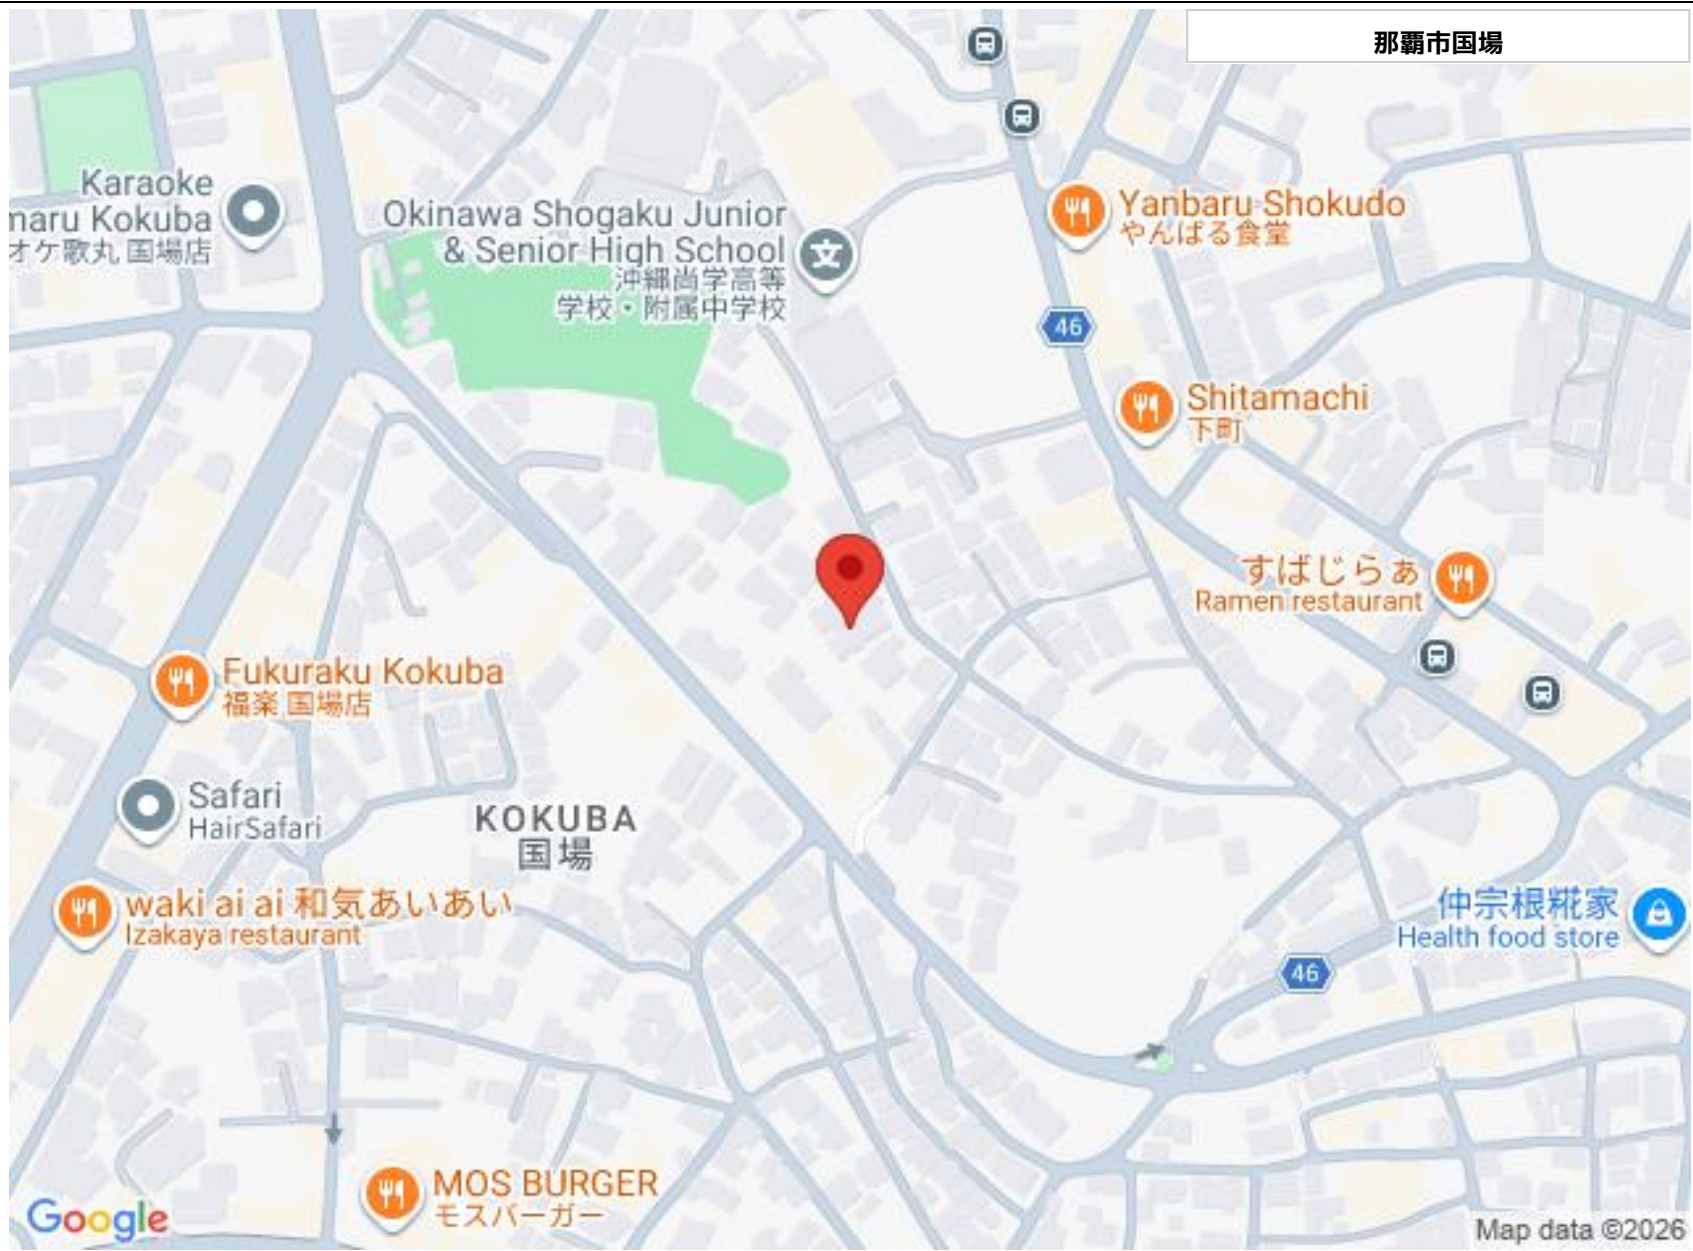 那覇市国場
Karaoke
maru Kokuba
オケ歌丸 国場店
Okinawa Shogaku Junior
& Senior High School
沖縄尚学高等
学校・附属中学校
Yanbaru Shokudo
やんばる食堂
46
Shitamachi
下町
すばじらぁ
Ramen restaurant
Fukuraku Kokuba
福楽 国場店
Safari
HairSafari
KOKUBA
国場
waki ai ai 和気あいあい
Izakaya restaurant
仲宗根糀家
Health food store
46
MOS BURGER
モスバーガー
Google
Map data ©2026